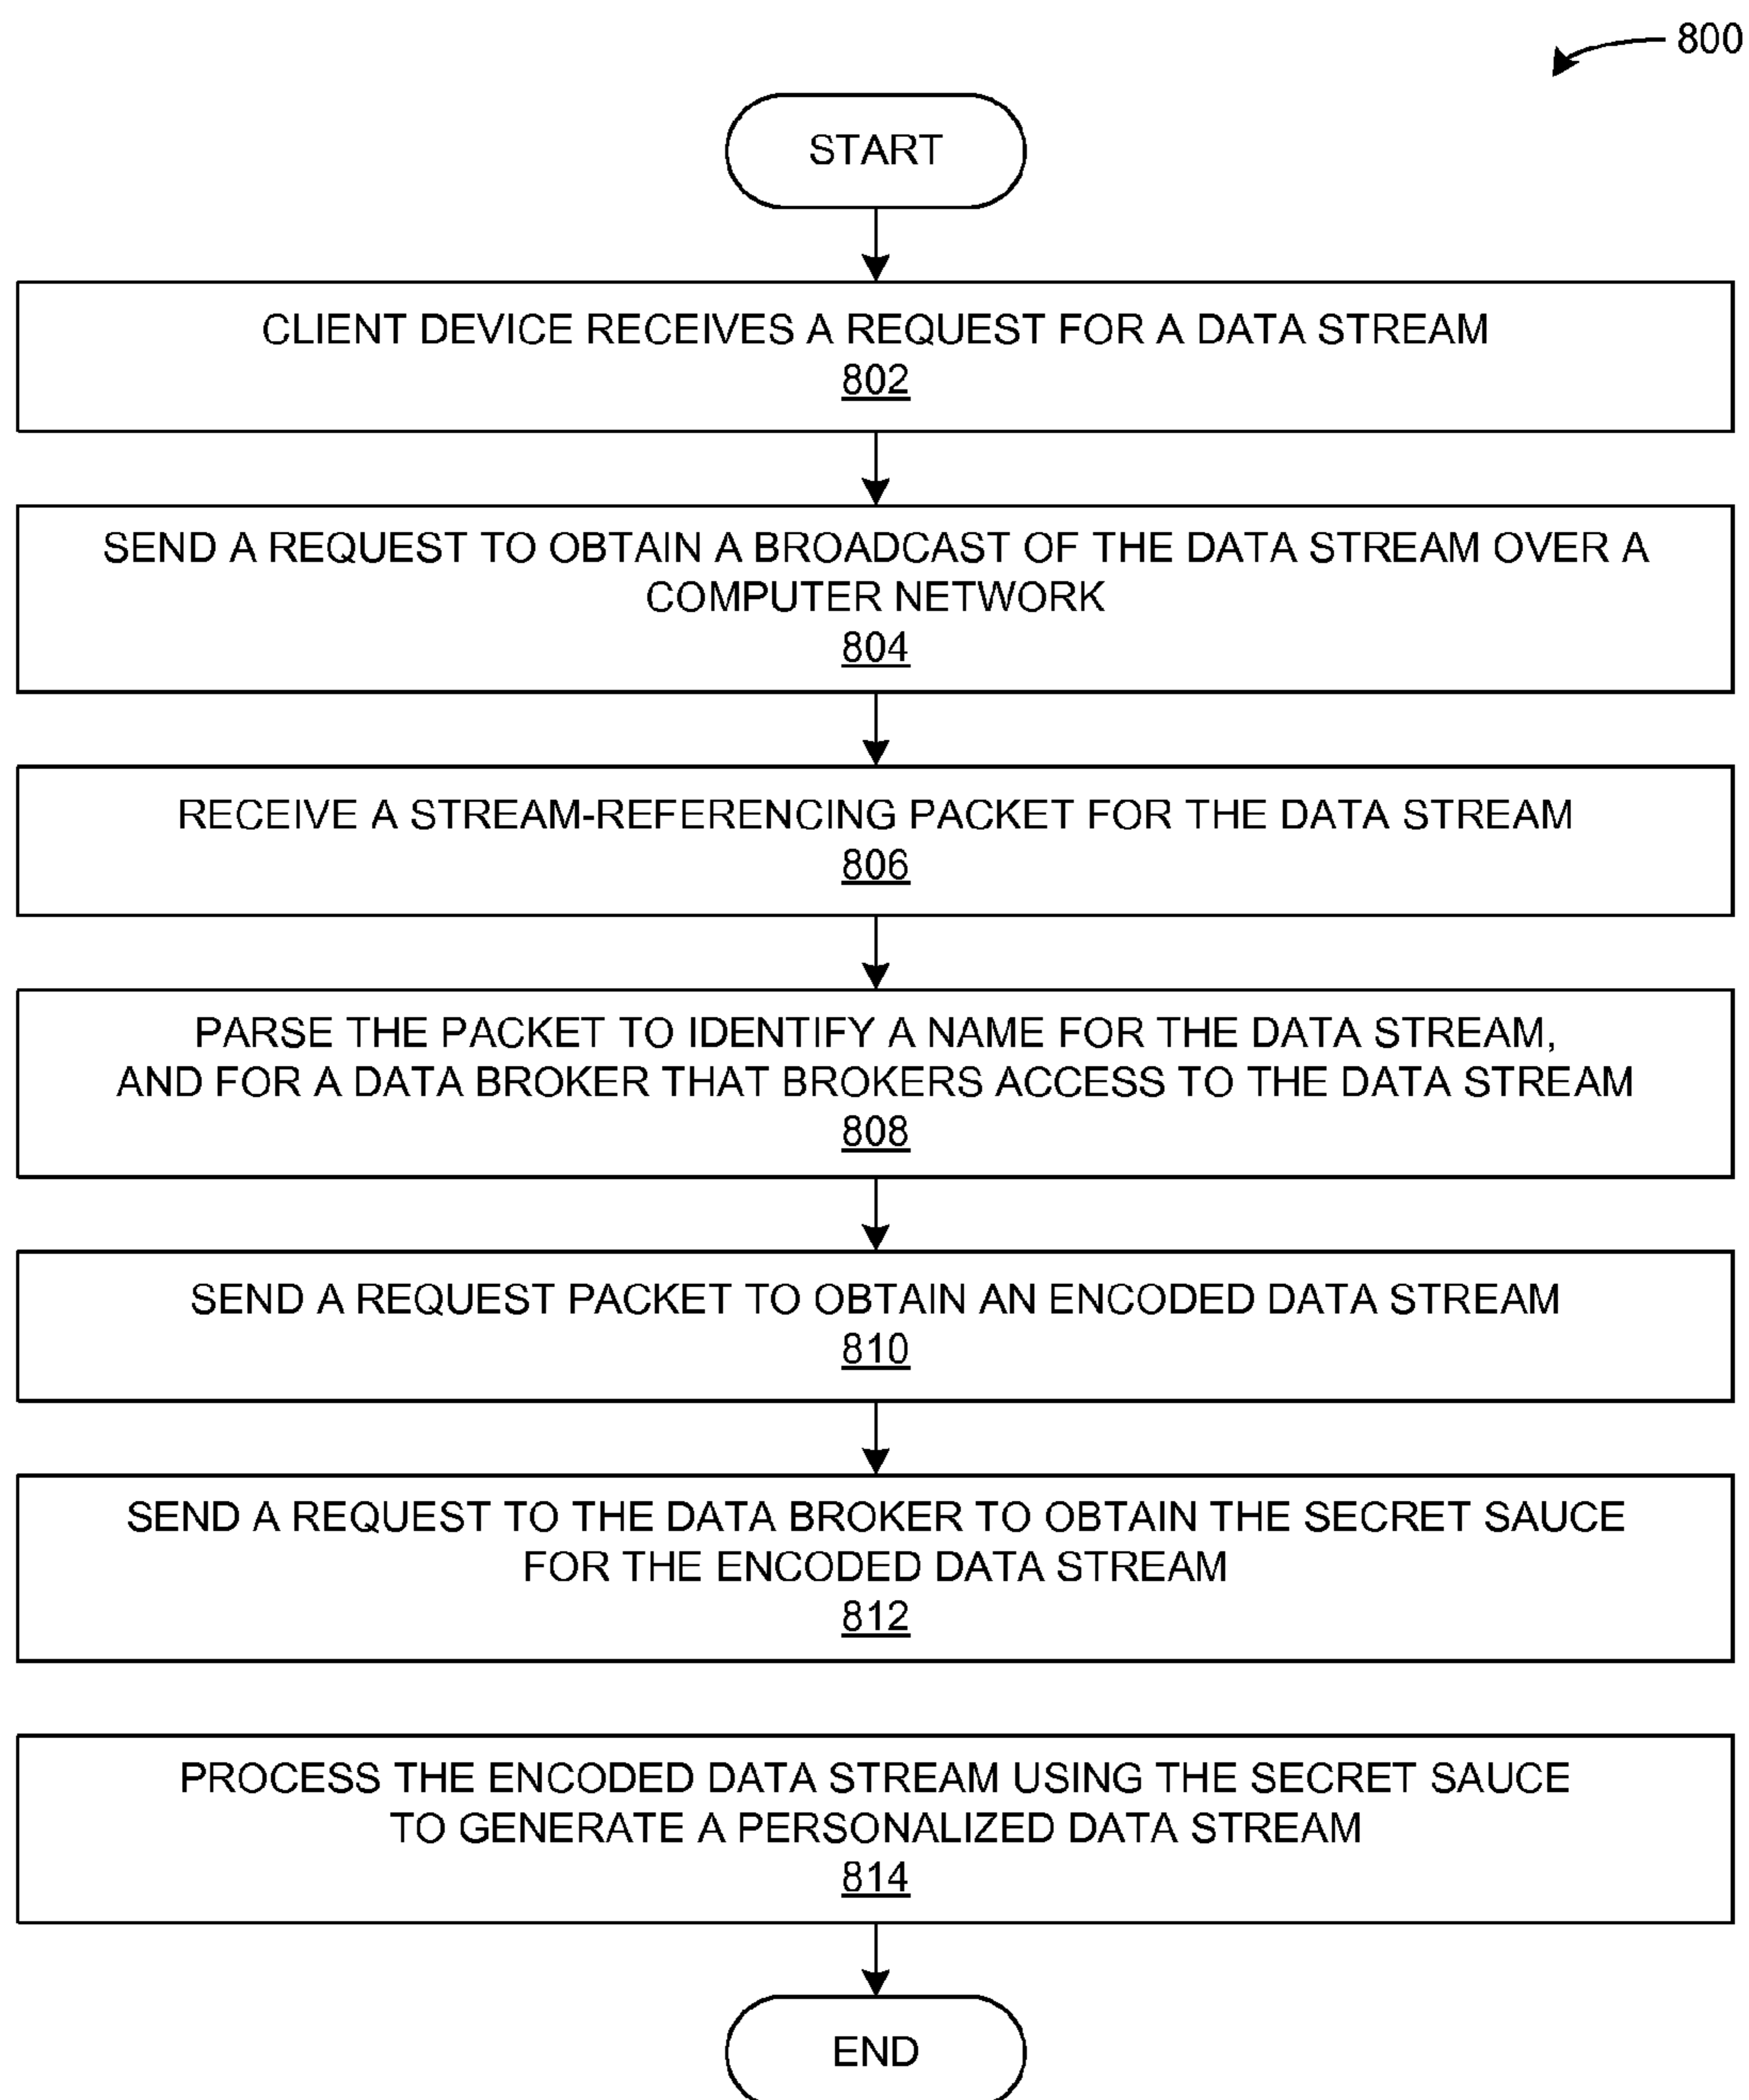 800
START
CLIENT DEVICE RECEIVES A REQUEST FOR A DATA STREAM
802
SEND A REQUEST TO OBTAIN A BROADCAST OF THE DATA STREAM OVER A
COMPUTER NETWORK
804
RECEIVE A STREAM-REFERENCING PACKET FOR THE DATA STREAM
806
PARSE THE PACKET TO IDENTIFY A NAME FOR THE DATA STREAM,
AND FOR A DATA BROKER THAT BROKERS ACCESS TO THE DATA STREAM
808
SEND A REQUEST PACKET TO OBTAIN AN ENCODED DATA STREAM
810
SEND A REQUEST TO THE DATA BROKER TO OBTAIN THE SECRET SAUCE
FOR THE ENCODED DATA STREAM
812
PROCESS THE ENCODED DATA STREAM USING THE SECRET SAUCE
TO GENERATE A PERSONALIZED DATA STREAM
814
END